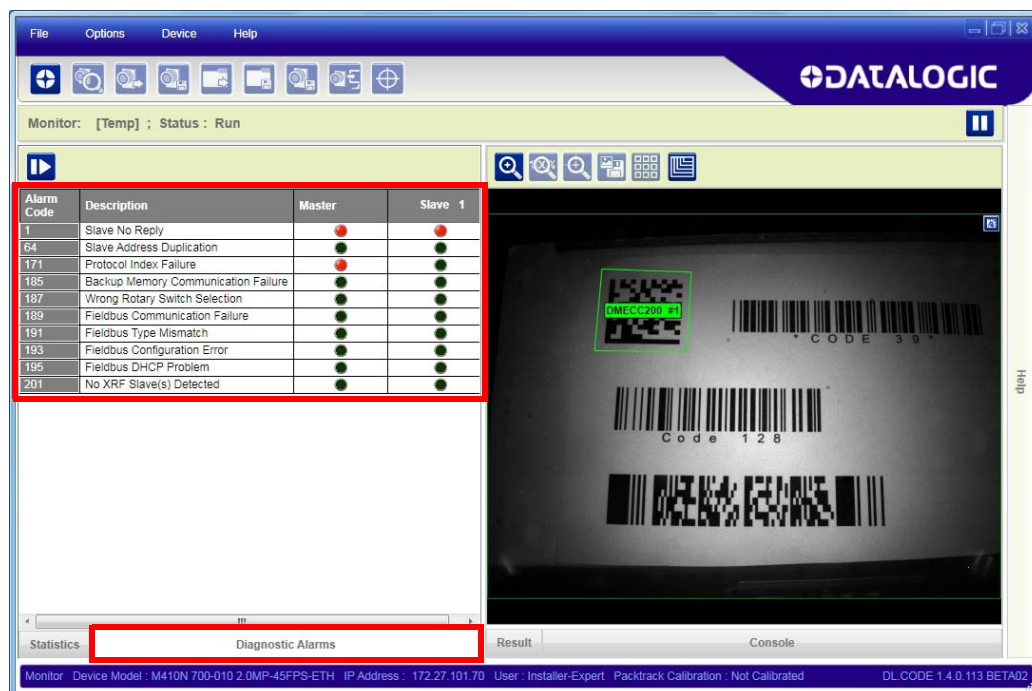 File Options Device Help
DATALOGIC
Monitor: [Temp] ; Status : Run
Alarm Code Description Master Slave 1
1 Slave No Reply
64 Slave Address Duplication
171 Protocol Index Failure
185 Backup Memory Communication Failure
187 Wrong Rotary Switch Selection
189 Fieldbus Communication Failure
191 Fieldbus Type Mismatch
193 Fieldbus Configuration Error
195 Fieldbus DHCP Problem
201 No XRF Slave(s) Detected
DMECC200 #1
* CODE 39 *
Code 128
Help
Statistics Diagnostic Alarms Result Console
Monitor Device Model : M410N 700-010 2.0MP-45FPS-ETH IP Address : 172.27.101.70 User : Installer-Expert Packtrack Calibration : Not Calibrated DL.CODE 1.4.0.113 BETA02